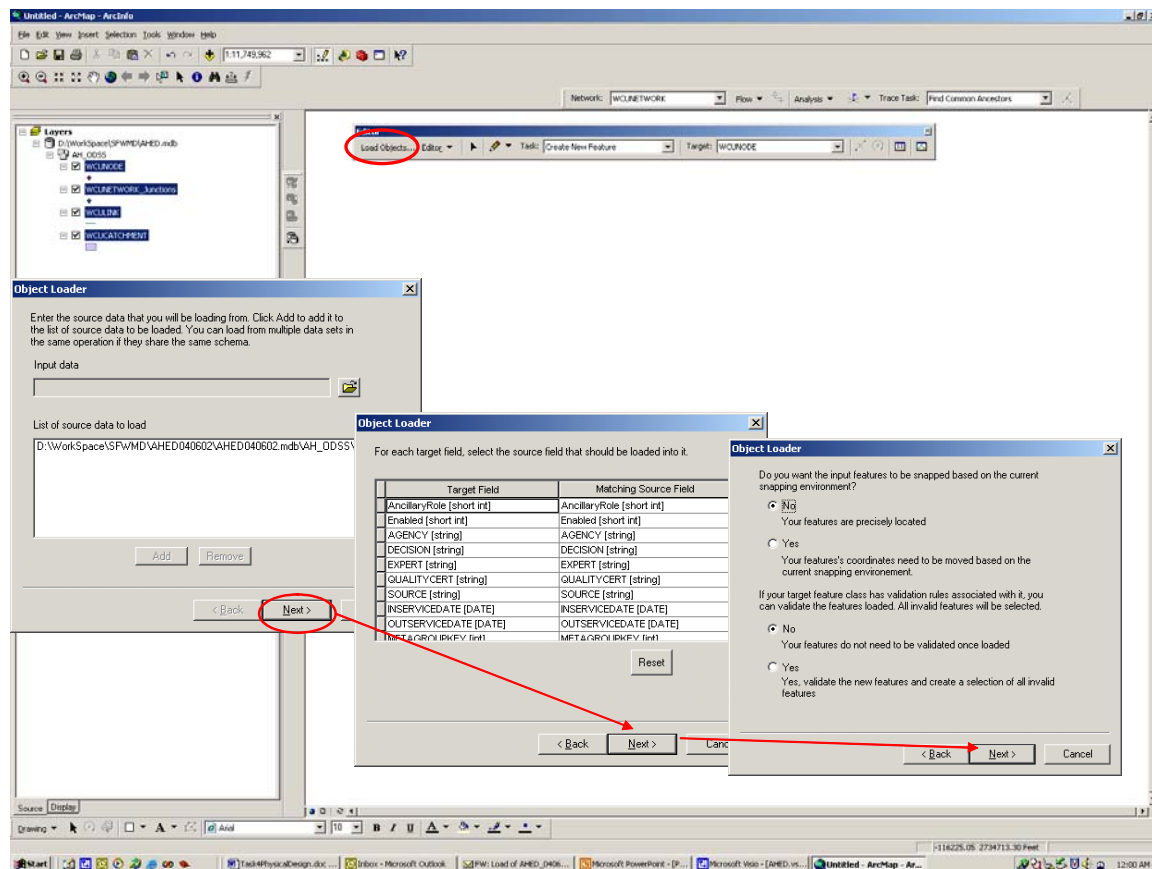 Untitled - ArcMap - ArcInfo
File Edit View Insert Selection Tools Window Help
1:11,749,962
Network: WCUNETWORK Flow Analysis Trace Task: Find Common Ancestors
Layers
D:\WorkSpace\SFWMD\AHED.mdb
AH_ODSS
WCUNODE
WCUNETWORK_Junctions
WCULINK
WCUCATCHMENT
Editor
Load Objects... Editor Task: Create New Feature Target: WCUNODE
Object Loader
Enter the source data that you will be loading from. Click Add to add it to
the list of source data to be loaded. You can load from multiple data sets in
the same operation if they share the same schema.
Input data
List of source data to load
D:\WorkSpace\SFWMD\AHED040602\AHED040602.mdb\AH_ODSS\
Add Remove
< Back Next >
Object Loader
For each target field, select the source field that should be loaded into it.
Target Field Matching Source Field
AncillaryRole [short int] AncillaryRole [short int]
Enabled [short int] Enabled [short int]
AGENCY [string] AGENCY [string]
DECISION [string] DECISION [string]
EXPERT [string] EXPERT [string]
QUALITYCERT [string] QUALITYCERT [string]
SOURCE [string] SOURCE [string]
INSERVICEDATE [DATE] INSERVICEDATE [DATE]
OUTSERVICEDATE [DATE] OUTSERVICEDATE [DATE]
METAGROUPKEY [int] METAGROUPKEY [int]
Reset
< Back Next > Canc
Object Loader
Do you want the input features to be snapped based on the current
snapping environment?
No
Your features are precisely located
Yes
Your features's coordinates need to be moved based on the
current snapping environement.
If your target feature class has validation rules associated with it, you
can validate the features loaded. All invalid features will be selected.
No
Your features do not need to be validated once loaded
Yes
Yes, validate the new features and create a selection of all invalid
features
< Back Next > Cancel
Source Display
Drawing A Arial 10 B I U A
-116225.05 2734713.30 Feet
Start Task4PhysicalDesign.doc ... Inbox - Microsoft Outlook FW: Load of AHED_0406... Microsoft PowerPoint - [P... Microsoft Visio - [AHED.vs... Untitled - ArcMap - Ar... 12:00 AM